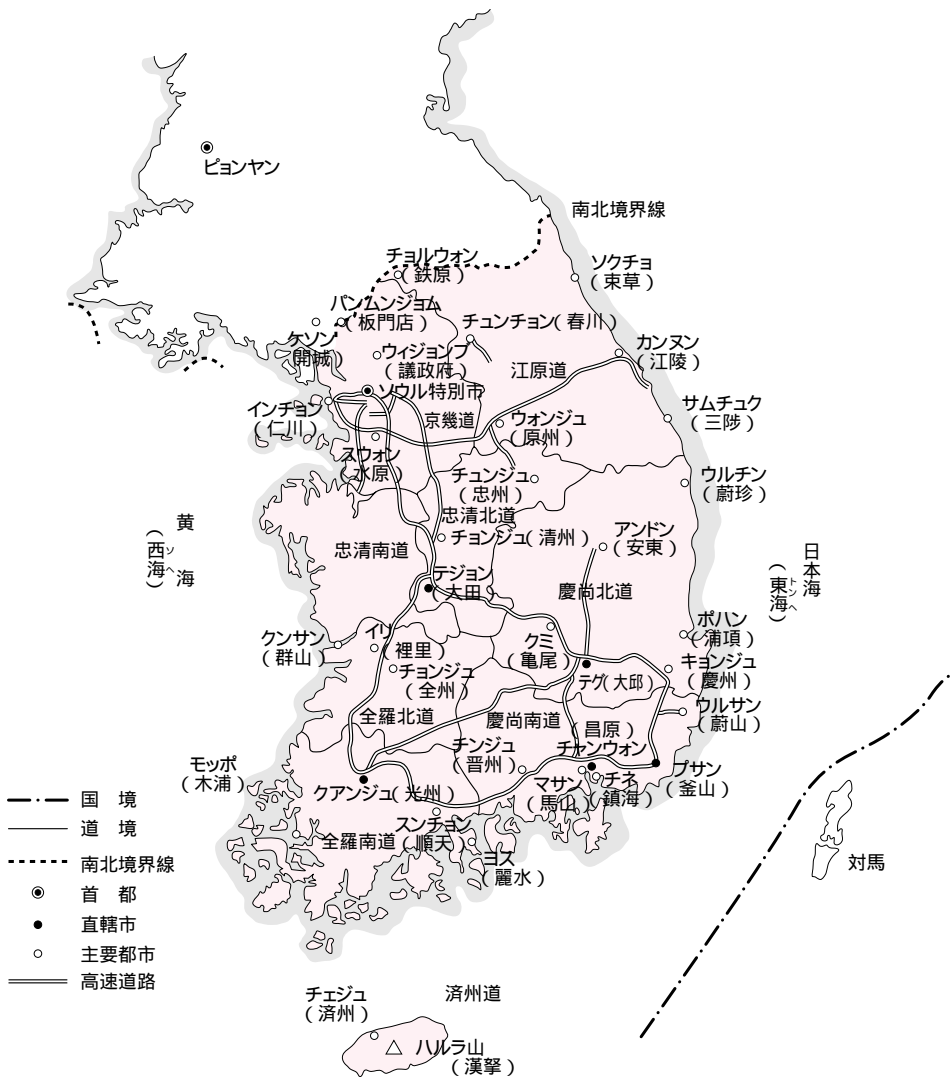 ピョンヤン
南北境界線
チョルウォン
(鉄原)
ソクチョ
(束草)
パンムンジョム
(板門店)
チュンチョン(春川)
ケソン
開城)
ウィジョンブ
(議政府)
カンヌン
(江陵)
江原道
ソウル特別市
インチョン
(仁川)
京幾道
ウォンジュ
(原州)
サムチュク
(三陟)
スウォン
(水原)
チュンジュ
(忠州)
ウルチン
(蔚珍)
忠清北道
黄海
(西海)
ソヘ
忠清南道
チョンジュ(清州)
アンドン
(安東)
日本海
(東海)
トンヘ
テジョン
(大田)
慶尚北道
クンサン
(群山)
イリ
(裡里)
クミ
(亀尾)
ポハン
(浦項)
チョンジュ
(全州)
テグ(大邱)
キョンジュ
(慶州)
全羅北道
慶尚南道
(昌原)
チャンウォン
ウルサン
(蔚山)
モッポ
(木浦)
チンジュ
(晋州)
クアンジュ(光州)
マサン
(馬山)
チネ
(鎮海)
プサン
(釜山)
全羅南道
スンチョン
(順天)
ヨス
(麗水)
対馬
国 境
道 境
南北境界線
首 都
直轄市
主要都市
高速道路
チェジュ
(済州)
済州道
ハルラ山
(漢拏)